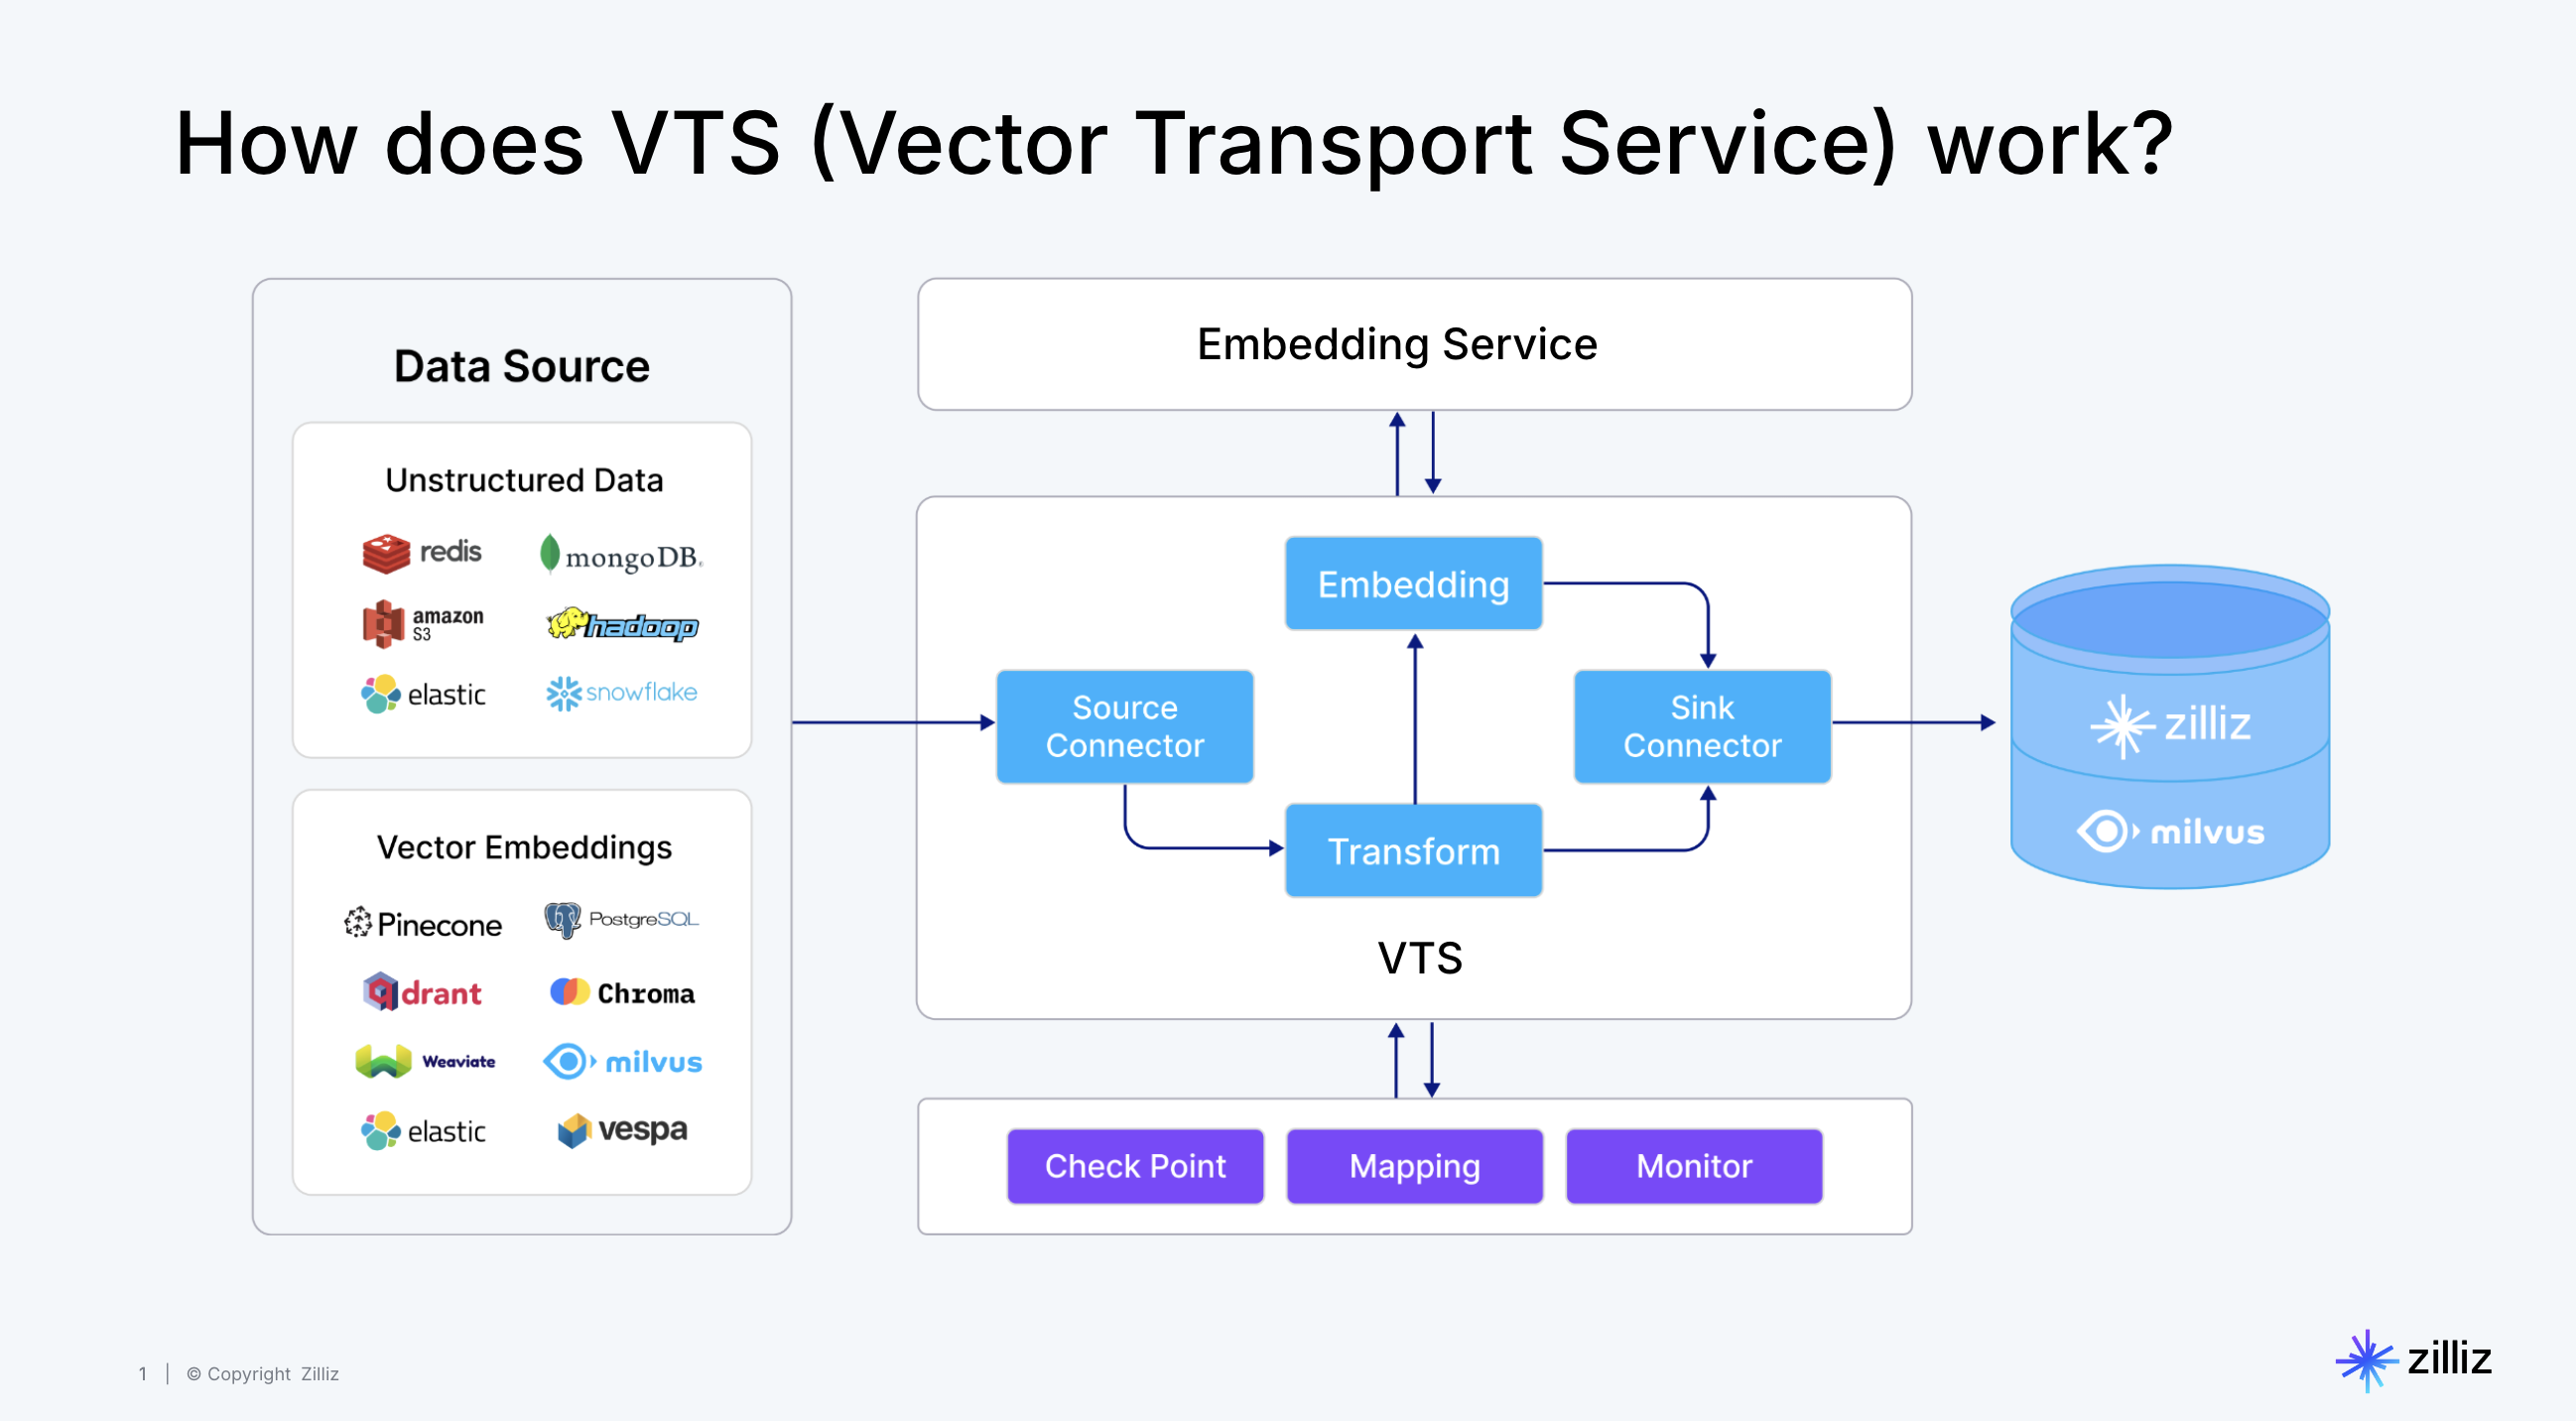 How does VTS (Vector Transport Service) work?
Data Source
Unstructured Data
redis
mongoDB
amazon
S3
hadoop
elastic
snowflake
Vector Embeddings
Pinecone
PostgreSQL
qdrant
Chroma
Weaviate
milvus
elastic
vespa
Embedding Service
Embedding
Source
Connector
Sink
Connector
Transform
VTS
Check Point
Mapping
Monitor
zilliz
milvus
1 | © Copyright Zilliz
zilliz